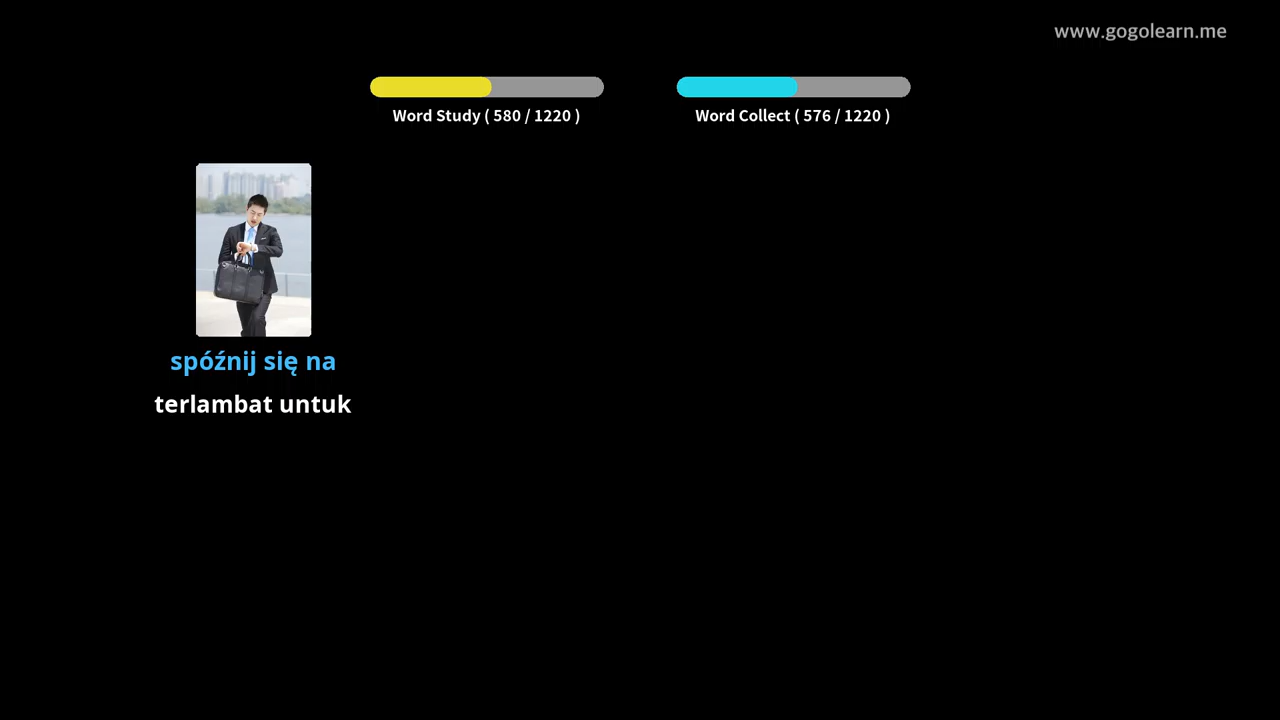 www.gogolearn.me
Word Study ( 580 / 1220 )
Word Collect ( 576 / 1220 )
spóźnij się na
terlambat untuk